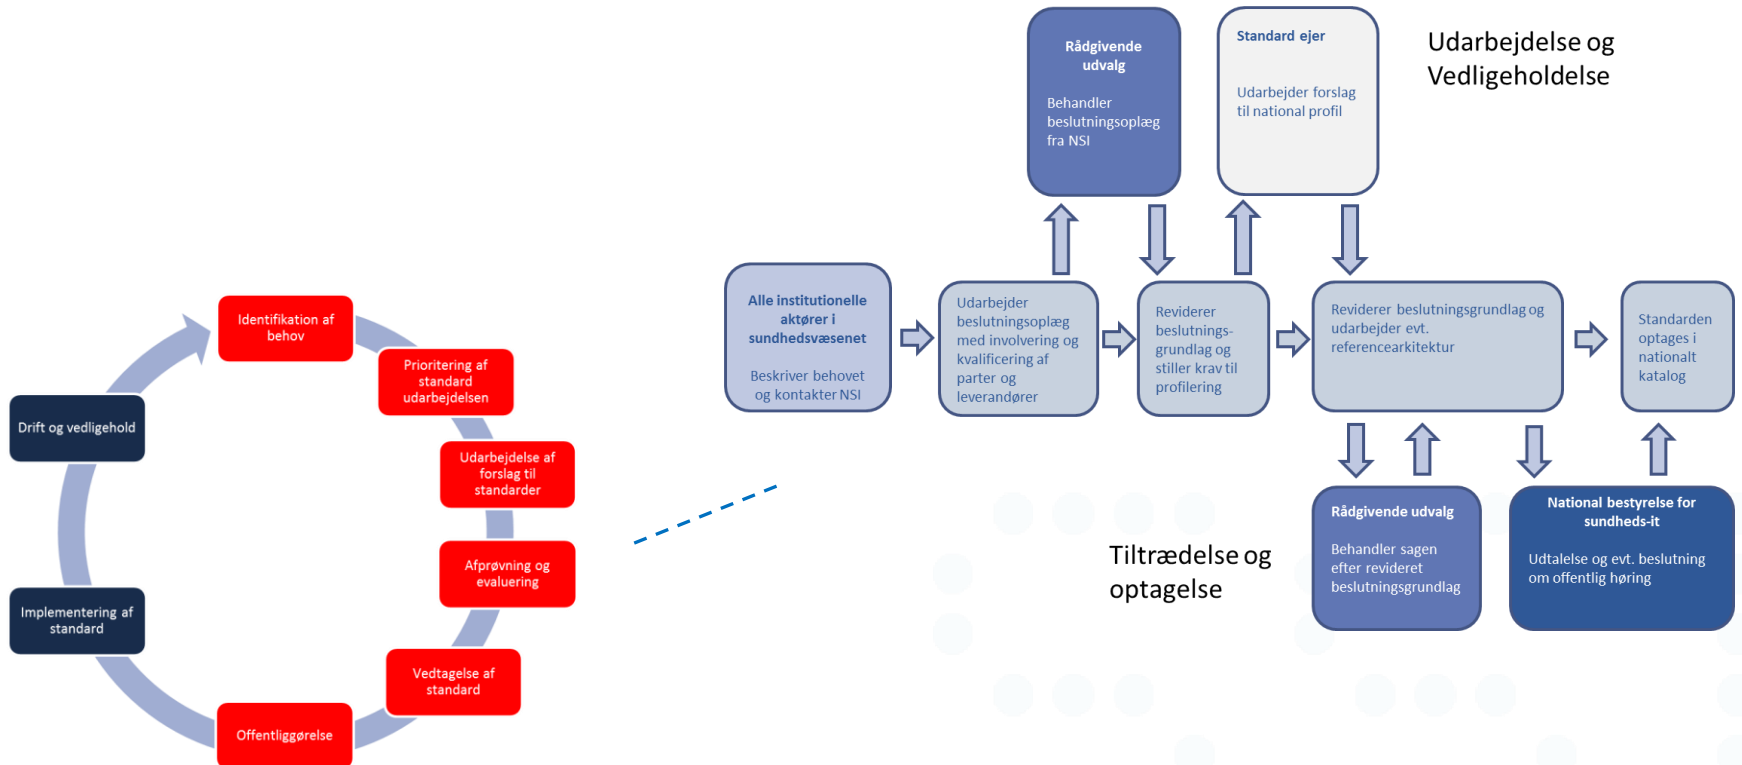 Identifikation af
behov
Prioritering af
standard
udarbejdelsen
Udarbejdelse af
forslag til
standarder
Afprøvning og
evaluering
Vedtagelse af
standard
Offentliggørelse
Implementering af
standard
Drift og vedligehold
Rådgivende
udvalg
Behandler
beslutningsoplæg
fra NSI
Standard ejer
Udarbejder forslag
til national profil
Udarbejdelse og
Vedligeholdelse
Alle institutionelle
aktører i
sundhedsvæsenet
Beskriver behovet
og kontakter NSI
Udarbejder
beslutningsoplæg
med involvering og
kvalificering af
parter og
leverandører
Reviderer
beslutnings-
grundlag og
stiller krav til
profilering
Reviderer beslutningsgrundlag og
udarbejder evt.
referencearkitektur
Standarden
optages i
nationalt
katalog
Tiltrædelse og
optagelse
Rådgivende udvalg
Behandler sagen
efter revideret
beslutningsgrundlag
National bestyrelse for
sundheds-it
Udtalelse og evt. beslutning
om offentlig høring